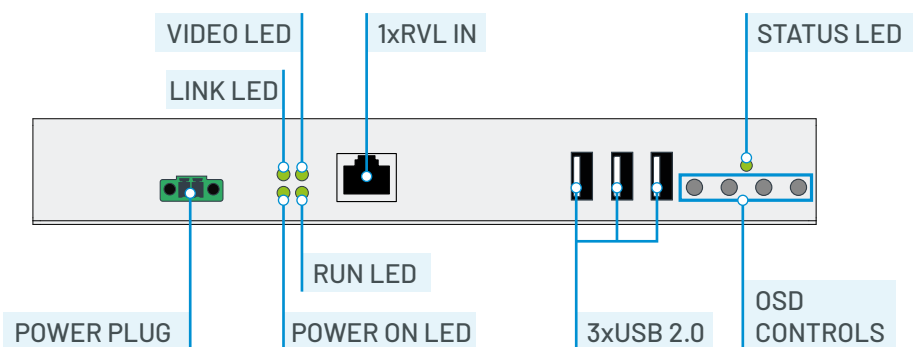 VIDEO LED
1xRVL IN
STATUS LED
LINK LED
RUN LED
POWER PLUG
POWER ON LED
3xUSB 2.0
OSD
CONTROLS